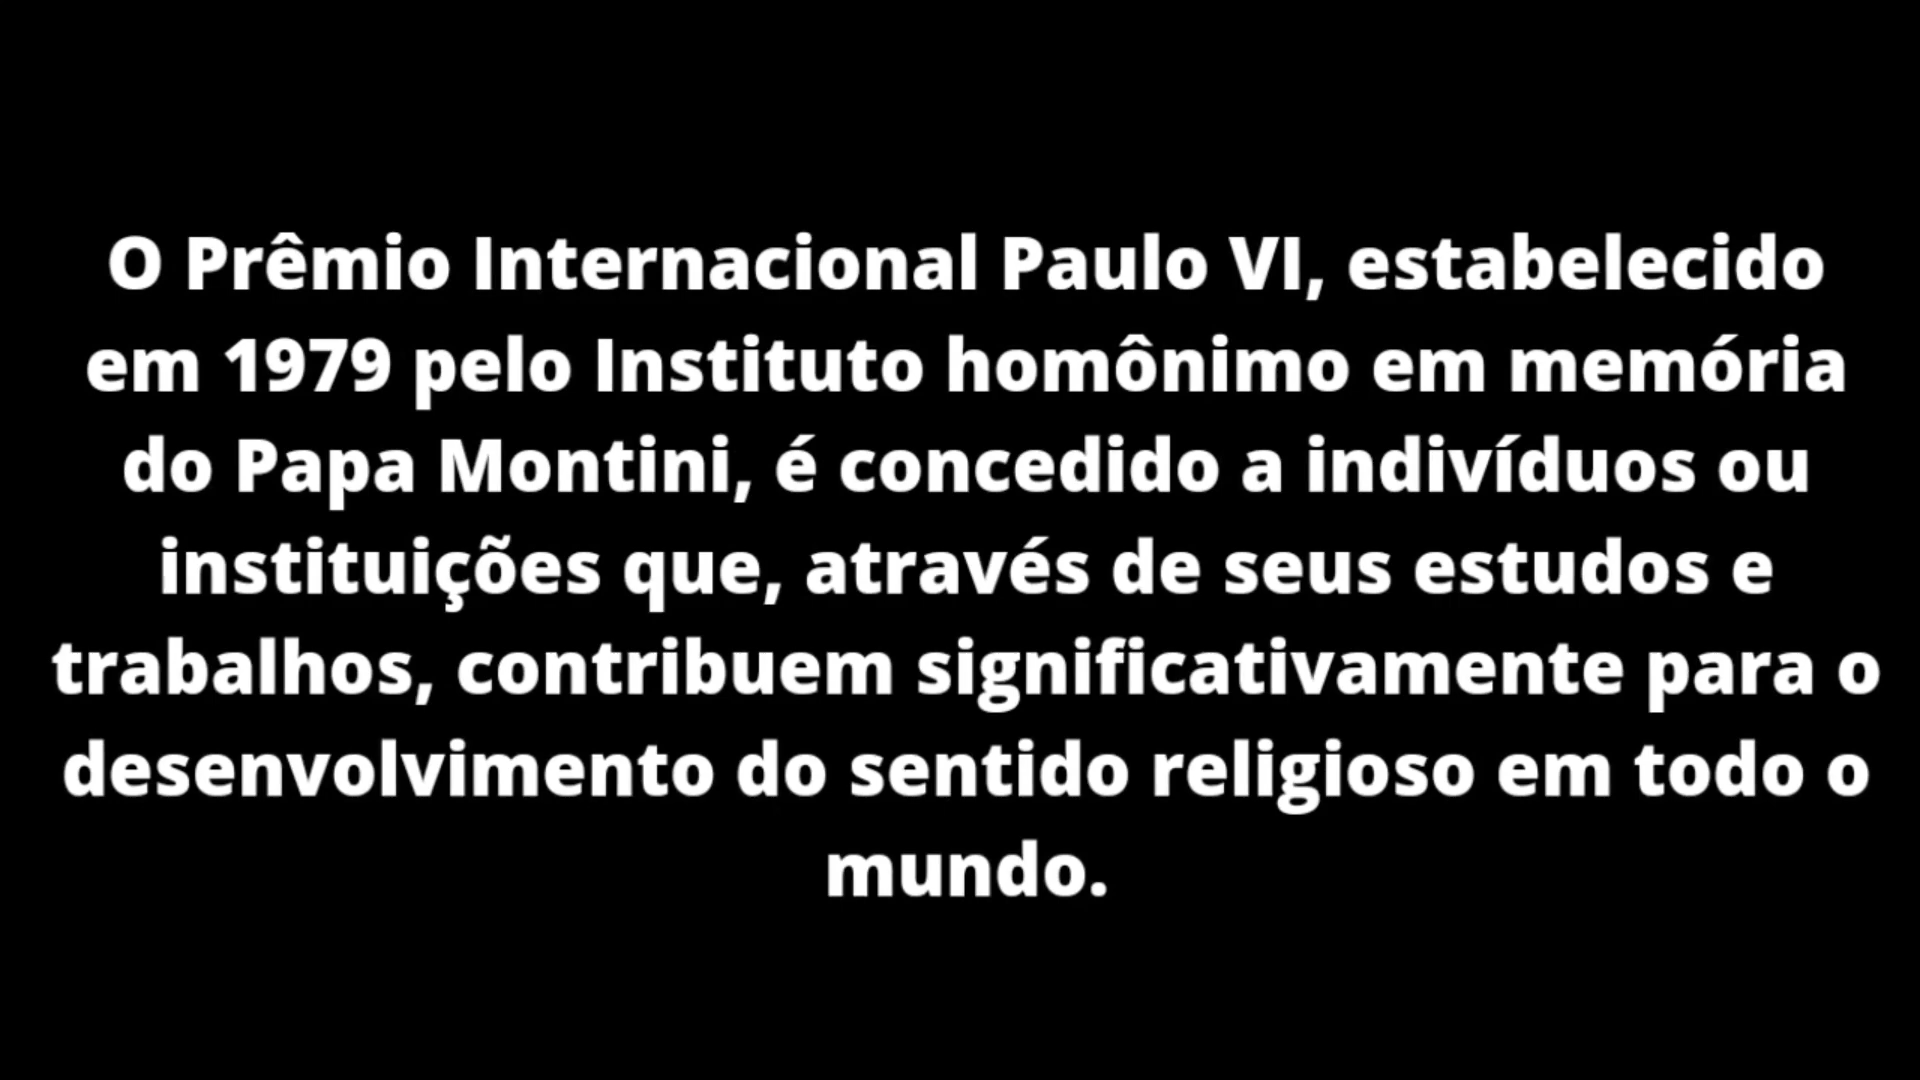 O Prêmio Internacional Paulo VI, estabelecido
em 1979 pelo Instituto homônimo em memória
do Papa Montini, é concedido a indivíduos ou
instituições que, através de seus estudos e
trabalhos, contribuem significativamente para o
desenvolvimento do sentido religioso em todo o
mundo.